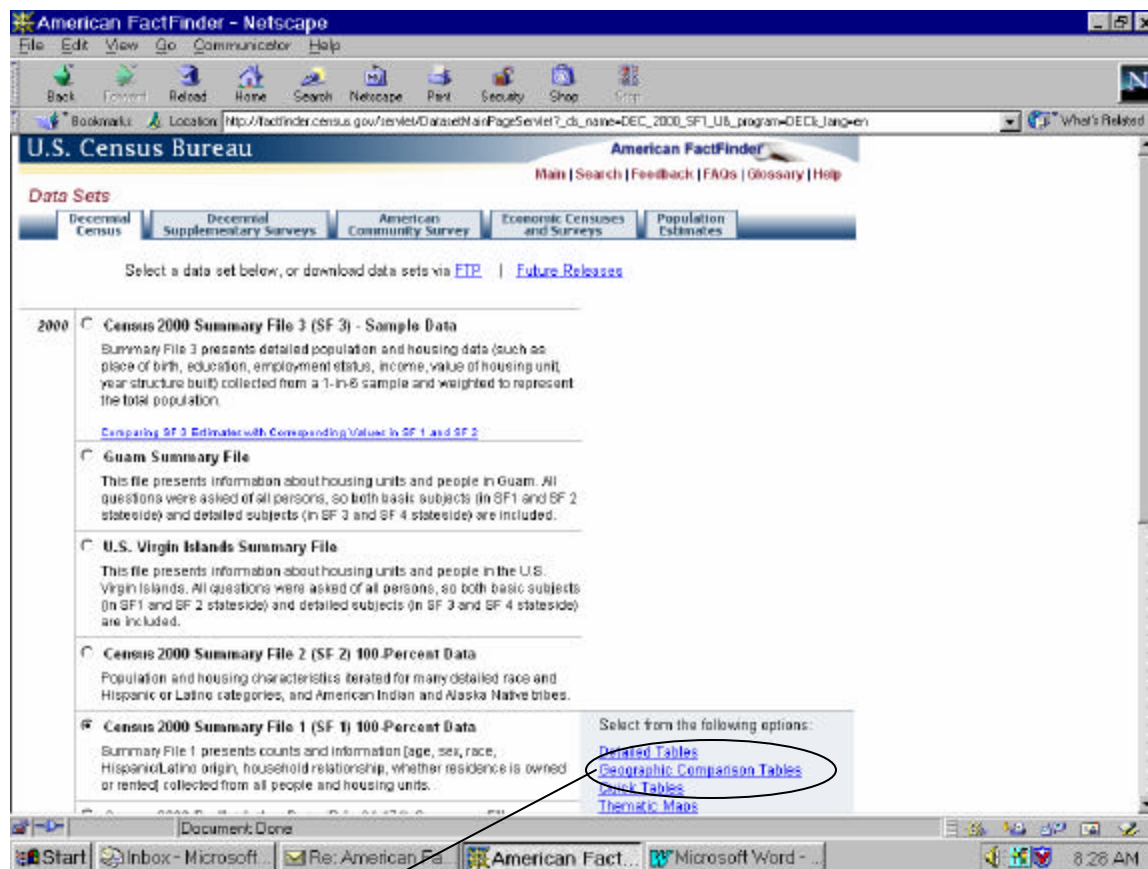 American FactFinder - Netscape
File Edit View Go Communicator Help
Back Forward Reload Home Search Netscape Print Security Shop Stop
Bookmarks Location http://factfinder.census.gov/servlet/DatasetMainPageServlet?_ds_name=DEC_2000_SF1_U&_program=DEC&_lang=en What's Related
U.S. Census Bureau
American FactFinder
Main | Search | Feedback | FAQs | Glossary | Help
Data Sets
Decennial Census
Decennial Supplementary Surveys
American Community Survey
Economic Censuses and Surveys
Population Estimates
Select a data set below, or download data sets via FTP | Future Releases
2000 Census 2000 Summary File 3 (SF 3) - Sample Data
Summary File 3 presents detailed population and housing data (such as
place of birth, education, employment status, income, value of housing unit,
year structure built) collected from a 1-in-6 sample and weighted to represent
the total population.
Comparing SF 3 Estimates with Corresponding Values in SF 1 and SF 2
Guam Summary File
This file presents information about housing units and people in Guam. All
questions were asked of all persons, so both basic subjects (in SF1 and SF 2
stateside) and detailed subjects (in SF 3 and SF 4 stateside) are included.
U.S. Virgin Islands Summary File
This file presents information about housing units and people in the U.S.
Virgin Islands. All questions were asked of all persons, so both basic subjects
(in SF1 and SF 2 stateside) and detailed subjects (in SF 3 and SF 4 stateside)
are included.
Census 2000 Summary File 2 (SF 2) 100-Percent Data
Population and housing characteristics iterated for many detailed race and
Hispanic or Latino categories, and American Indian and Alaska Native tribes.
Census 2000 Summary File 1 (SF 1) 100-Percent Data
Summary File 1 presents counts and information (age, sex, race,
Hispanic/Latino origin, household relationship, whether residence is owned
or rented) collected from all people and housing units.
Select from the following options:
Detailed Tables
Geographic Comparison Tables
Quick Tables
Thematic Maps
Document: Done
Start Inbox - Microsoft ... Re: American Fa... American Fact... Microsoft Word - ... 8:28 AM